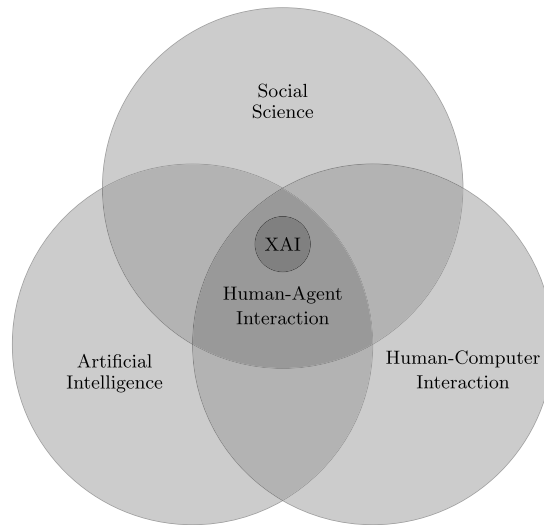 Social
Science
XAI
Human-Agent
Interaction
Artificial
Intelligence
Human-Computer
Interaction